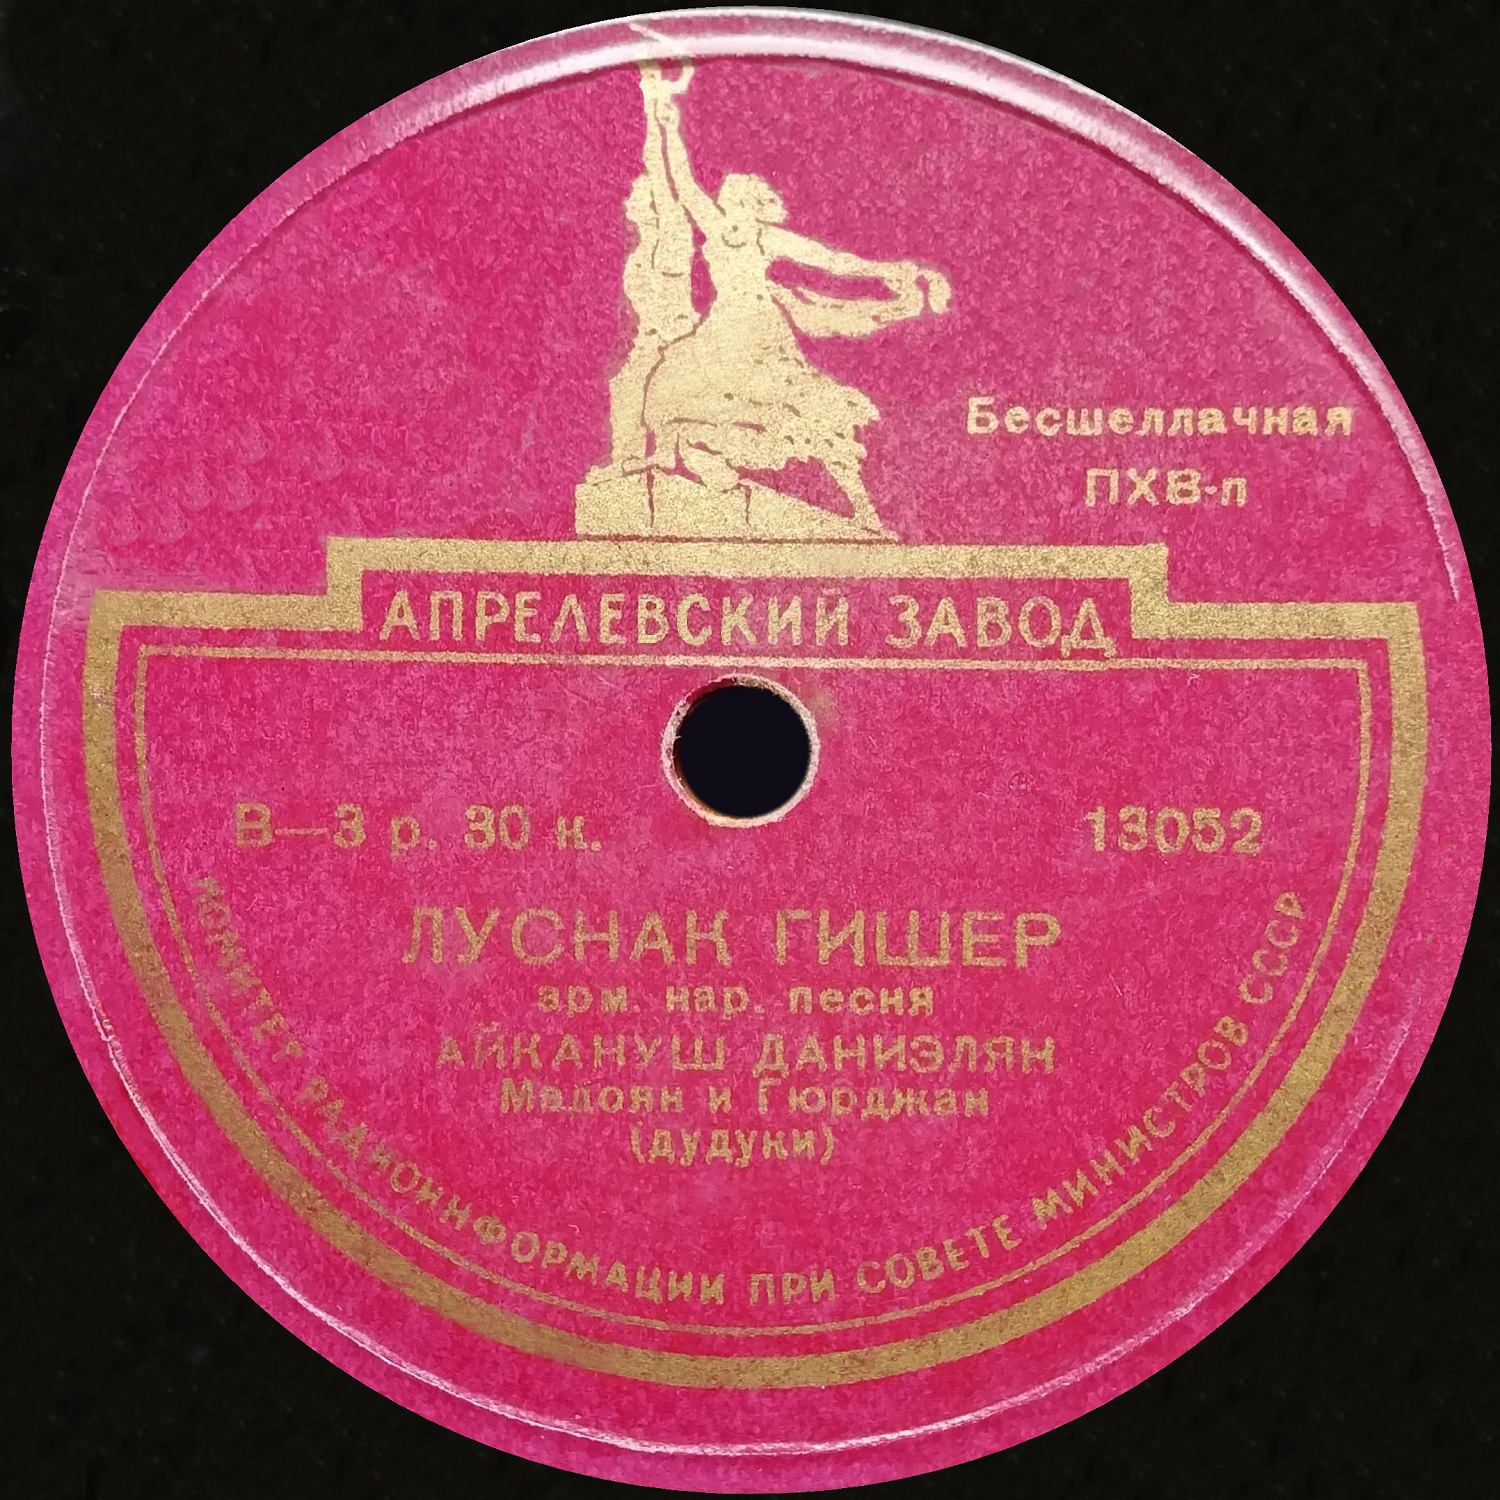 Бесшеллачная
ПХВ-п
АПРЕЛЕВСКИЙ ЗАВОД
В—3 р. 30 к.
13052
ЛУСНАК ГИШЕР
арм. нар. песня
АЙКАНУШ ДАНИЭЛЯН
Малоян и Гюрджан
(дудуки)
КОМИТЕТ РАДИОИНФОРМАЦИИ ПРИ СОВЕТЕ МИНИСТРОВ СССР